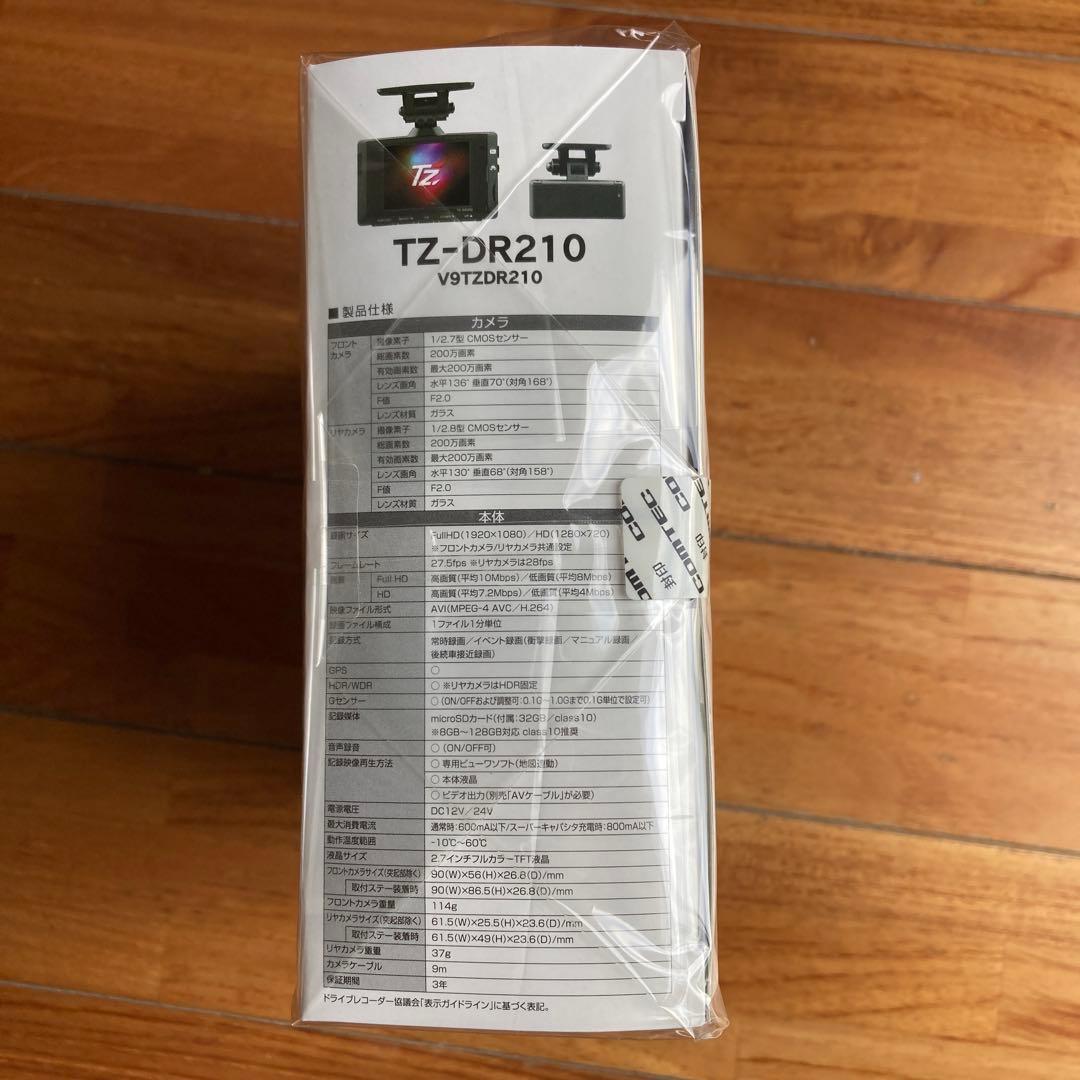 Tz
TZ-DR210
V9TZDR210
■ 製品仕様
カメラ
フロントカメラ 撮像素子 1/2.7型 CMOSセンサー
総画素数 200万画素
有効画素数 最大200万画素
レンズ画角 水平136° 垂直70°(対角168°)
F値 F2.0
レンズ材質 ガラス
リヤカメラ 撮像素子 1/2.8型 CMOSセンサー
総画素数 200万画素
有効画素数 最大200万画素
レンズ画角 水平130° 垂直68°(対角158°)
F値 F2.0
レンズ材質 ガラス
本体
録画サイズ FullHD(1920×1080)／HD(1280×720)
※フロントカメラ/リヤカメラ共通設定
フレームレート 27.5fps ※リヤカメラは28fps
画質 Full HD 高画質(平均10Mbps)／低画質(平均8Mbps)
HD 高画質(平均7.2Mbps)／低画質(平均4Mbps)
映像ファイル形式 AVI(MPEG-4 AVC／H.264)
録画ファイル構成 1ファイル1分単位
記録方式 常時録画／イベント録画(衝撃録画／マニュアル録画／
後続車接近録画)
GPS ○
HDR/WDR ○ ※リヤカメラはHDR固定
Gセンサー ○ (ON/OFFおよび調整可:0.1G～1.0Gまで0.1G単位で設定可)
記録媒体 microSDカード(付属:32GB／class10)
※8GB～128GB対応 class10推奨
音声録音 ○ (ON/OFF可)
記録映像再生方法 ○ 専用ビューワソフト(地図連動)
○ 本体液晶
○ ビデオ出力(別売「AVケーブル」が必要)
電源電圧 DC12V／24V
最大消費電流 通常時:600mA以下/スーパーキャパシタ充電時:800mA以下
動作温度範囲 -10℃～60℃
液晶サイズ 2.7インチフルカラーTFT液晶
フロントカメラサイズ(突起部除く) 90(W)×56(H)×26.8(D)/mm
取付ステー装着時 90(W)×86.5(H)×26.8(D)/mm
フロントカメラ重量 114g
リヤカメラサイズ(突起部除く) 61.5(W)×25.5(H)×23.6(D)/mm
取付ステー装着時 61.5(W)×49(H)×23.6(D)/mm
リヤカメラ重量 37g
カメラケーブル 9m
保証期間 3年
ドライブレコーダー協議会「表示ガイドライン」に基づく表記。
COMTEC
封印